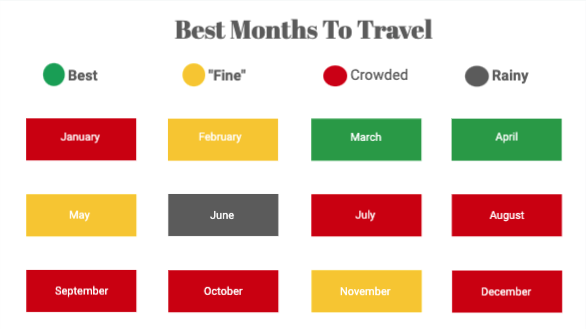 Best Months To Travel
Best "Fine" Crowded Rainy
January February March April
May June July August
September October November December